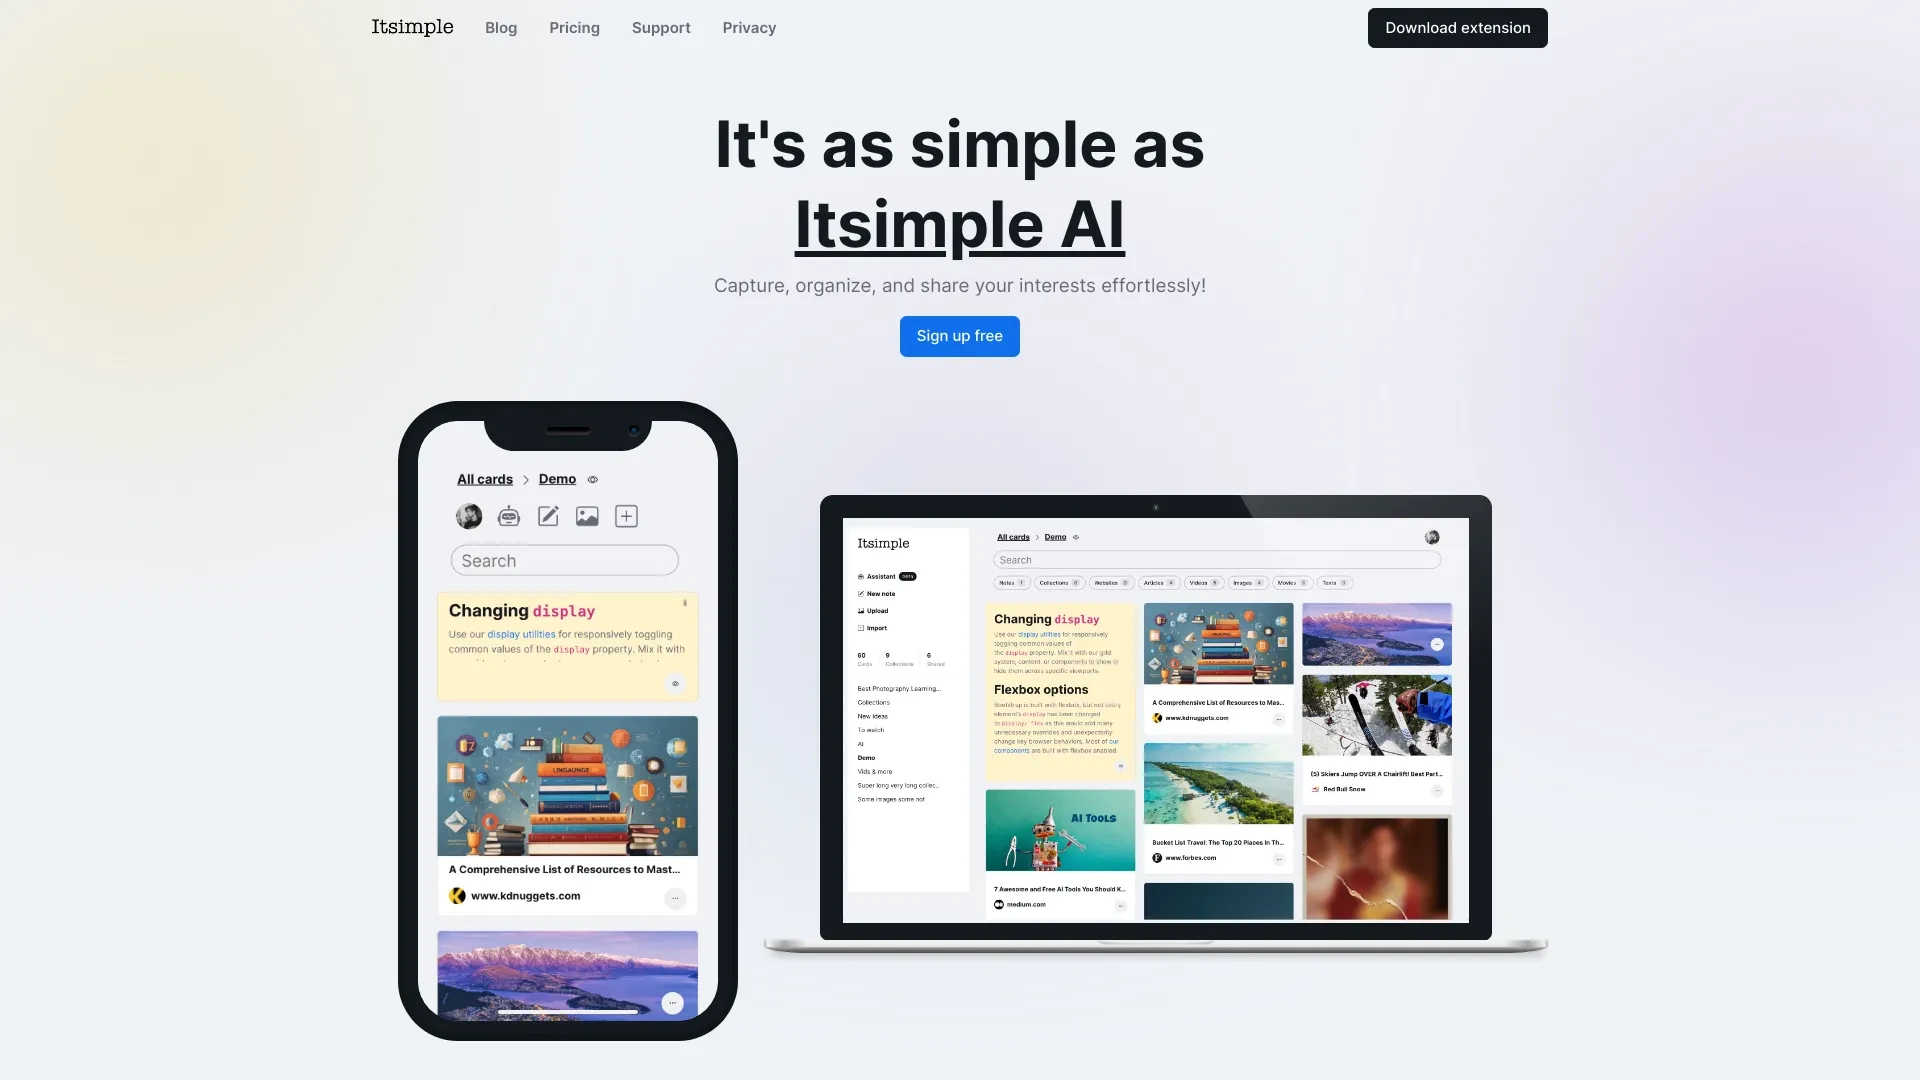 Itsimple
Blog
Pricing
Support
Privacy
Download extension
It's as simple as
Itsimple AI
Capture, organize, and share your interests effortlessly!
Sign up free
All cards > Demo
Search
Changing display
Use our display utilities for responsively toggling
common values of the display property. Mix it with
A Comprehensive List of Resources to Mast...
www.kdnuggets.com
Itsimple
Assistant beta
New note
Upload
Import
60 9 6
Cards Collections Shared
Best Photography Learning...
Collections
New ideas
To watch
AI
Demo
Vids & more
Super long very long collec...
Some images some not
All cards > Demo
Search
Notes 1
Collections 0
Websites 0
Articles 4
Videos 5
Images 4
Movies
Texts 0
Changing display
Use our display utilities for responsively
toggling common values of
the display property. Mix it with our grid
system, content, or components to show or
hide them across specific viewports.
Flexbox options
Bootstrap is built with flexbox, but not every
element's display has been changed
to display: flex as this would add many
unnecessary overrides and unexpectedly
change key browser behaviors. Most of our
components are built with flexbox enabled.
AI TOOLS
7 Awesome and Free AI Tools You Should K...
medium.com
A Comprehensive List of Resources to Mas...
www.kdnuggets.com
Bucket List Travel: The Top 20 Places In Th...
www.forbes.com
(5) Skiers Jump OVER A Chairlift! Best Part...
Red Bull Snow